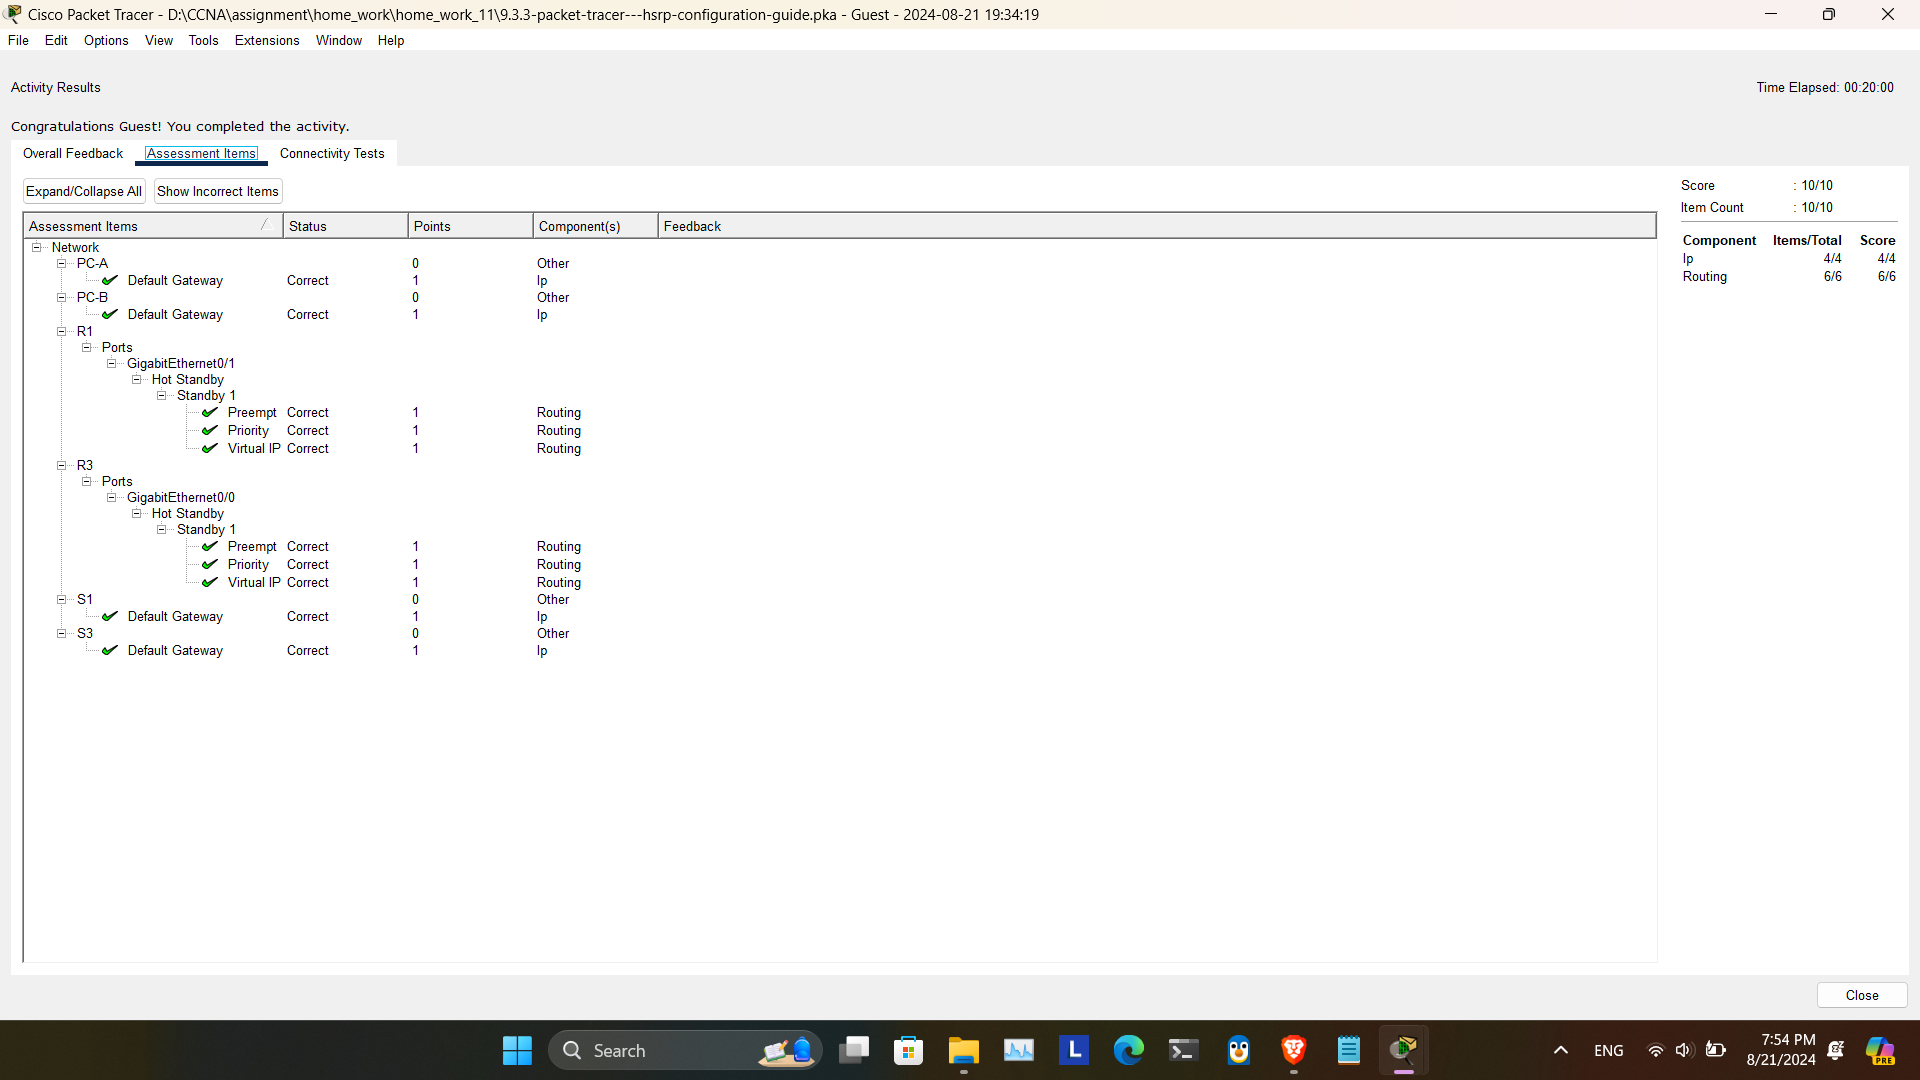 Cisco Packet Tracer - D:\CCNA\assignment\home_work\home_work_11\9.3.3-packet-tracer---hsrp-configuration-guide.pka - Guest - 2024-08-21 19:34:19
File Edit Options View Tools Extensions Window Help
Activity Results Time Elapsed: 00:20:00
Congratulations Guest! You completed the activity.
Overall Feedback Assessment Items Connectivity Tests
Expand/Collapse All Show Incorrect Items
Assessment Items Status Points Component(s) Feedback
Network
PC-A 0 Other
Default Gateway Correct 1 Ip
PC-B 0 Other
Default Gateway Correct 1 Ip
R1
Ports
GigabitEthernet0/1
Hot Standby
Standby 1
Preempt Correct 1 Routing
Priority Correct 1 Routing
Virtual IP Correct 1 Routing
R3
Ports
GigabitEthernet0/0
Hot Standby
Standby 1
Preempt Correct 1 Routing
Priority Correct 1 Routing
Virtual IP Correct 1 Routing
S1 0 Other
Default Gateway Correct 1 Ip
S3 0 Other
Default Gateway Correct 1 Ip
Score : 10/10
Item Count : 10/10
Component Items/Total Score
Ip 4/4 4/4
Routing 6/6 6/6
Close
Search
L
ENG
7:54 PM
8/21/2024
PRE